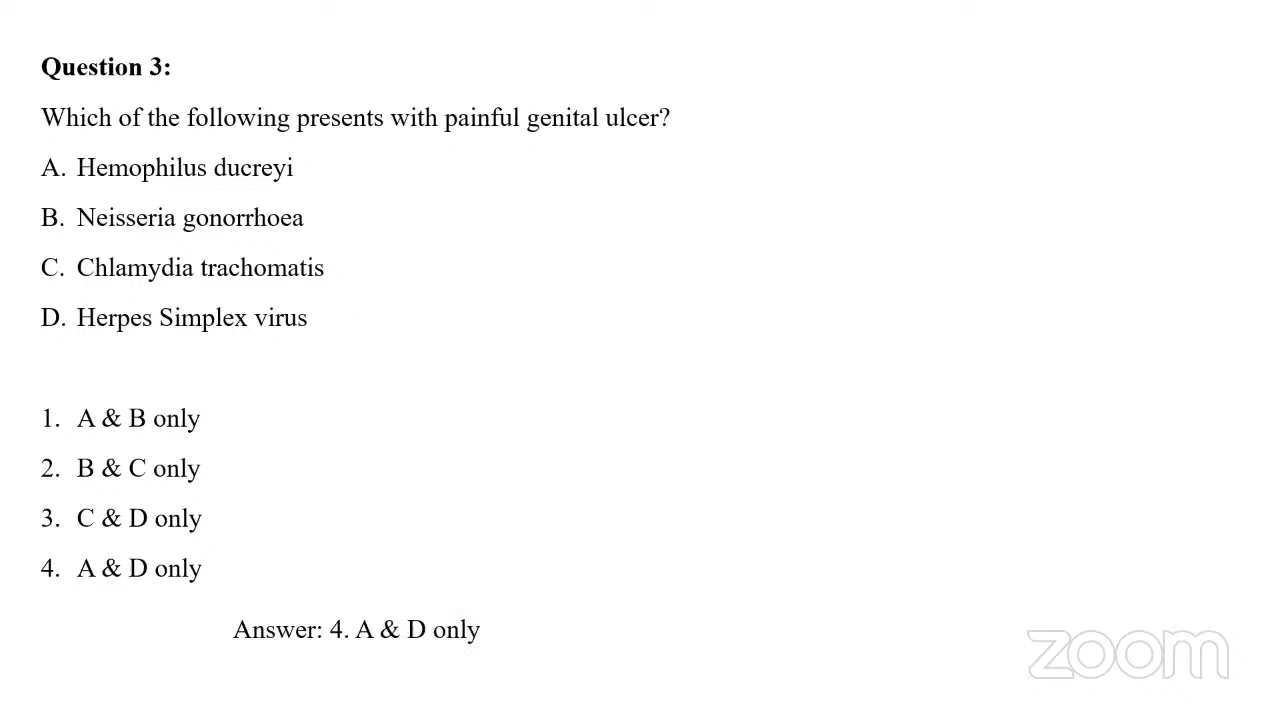 Question 3:
Which of the following presents with painful genital ulcer?
A. Hemophilus ducreyi
B. Neisseria gonorrhoea
C. Chlamydia trachomatis
D. Herpes Simplex virus
1. A & B only
2. B & C only
3. C & D only
4. A & D only
Answer: 4. A & D only
zoom